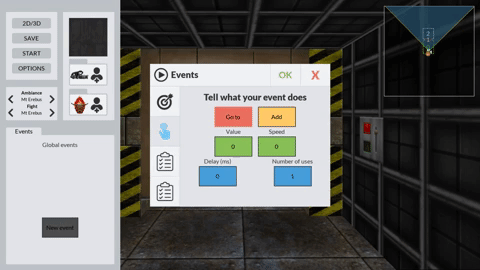 2D/3D
SAVE
START
OPTIONS
Ambiance
Mt Erebus
Fight
Mt Erebus
Events
Global events
New event
Events
OK
X
Tell what your event does
Go to
Add
Value
Speed
0
0
Delay (ms)
Number of uses
0
1